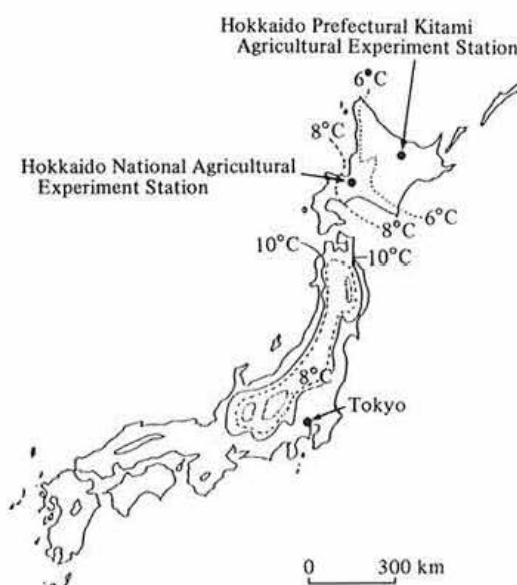 Hokkaido Prefectural Kitami
Agricultural Experiment Station
6°C
8°C
Hokkaido National Agricultural
Experiment Station
6°C
8°C
10°C
10°C
8°C
Tokyo
0 300 km